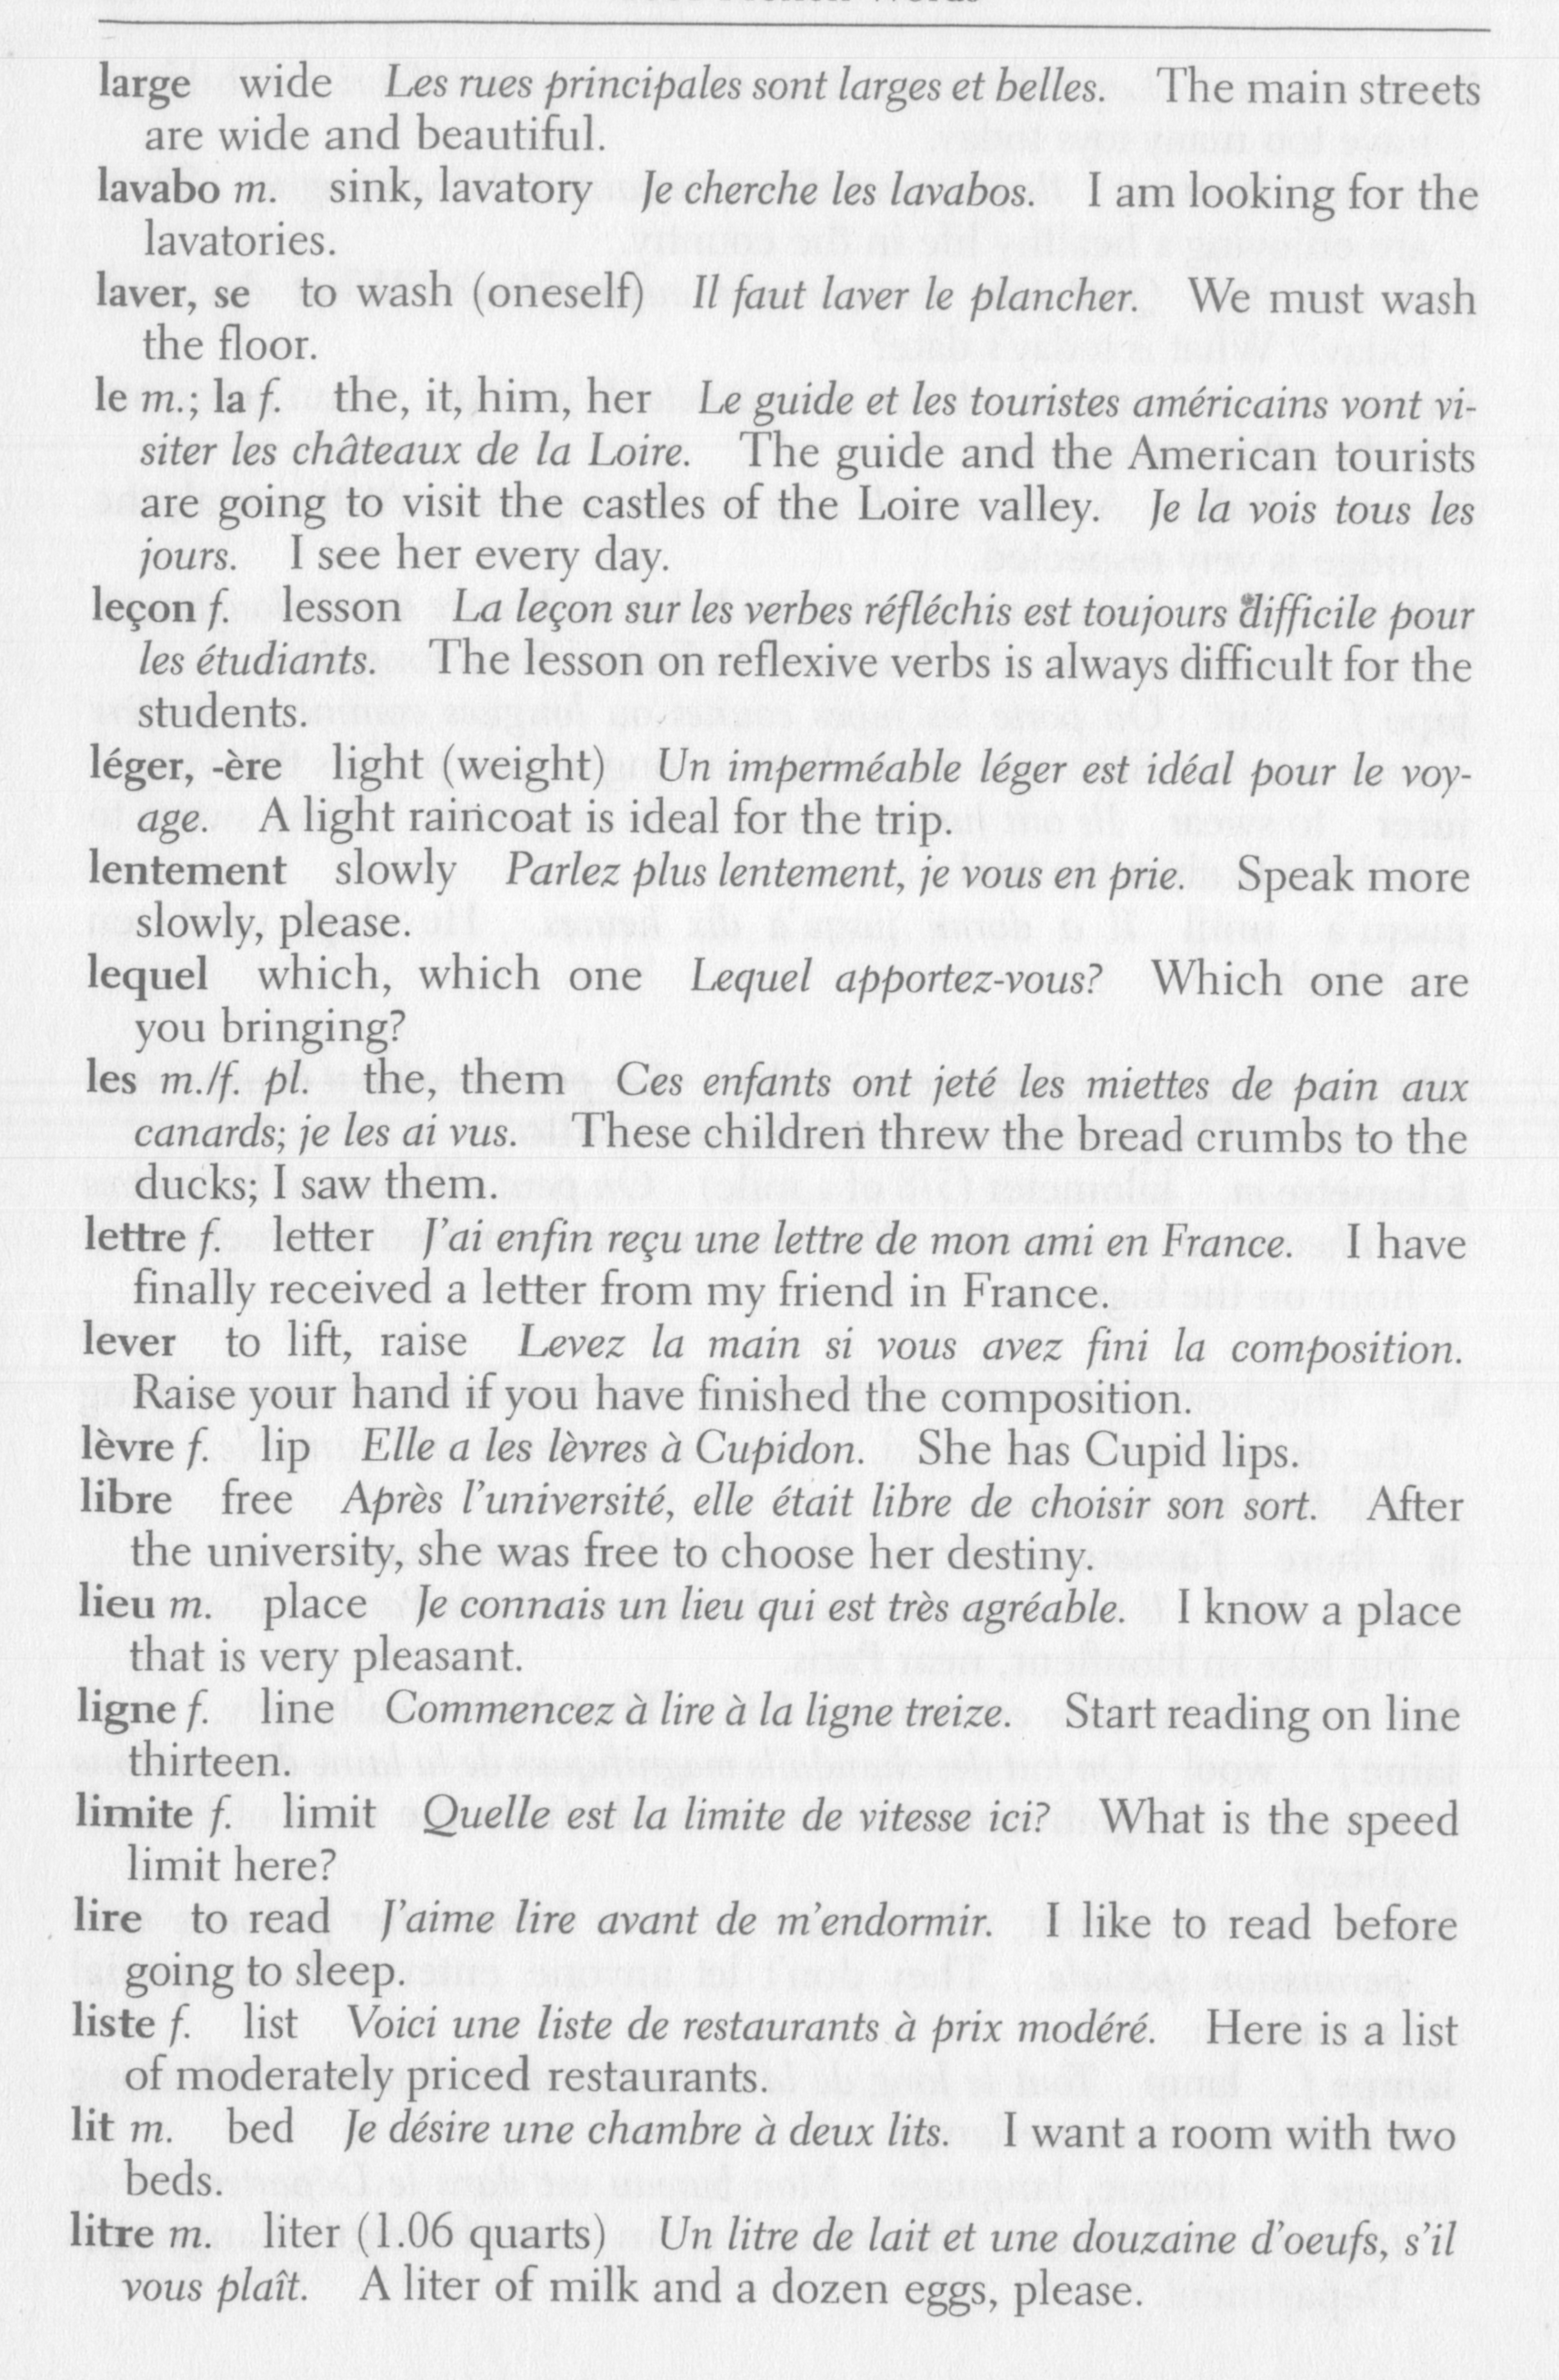 large wide Les rues principales sont larges et belles. The main streets
are wide and beautiful.
lavabo m. sink, lavatory Je cherche les lavabos. I am looking for the
lavatories.
laver, se to wash (oneself) Il faut laver le plancher. We must wash
the floor.
le m.; la f. the, it, him, her Le guide et les touristes américains vont vi-
siter les châteaux de la Loire. The guide and the American tourists
are going to visit the castles of the Loire valley. Je la vois tous les
jours. I see her every day.
leçon f. lesson La leçon sur les verbes réfléchis est toujours difficile pour
les étudiants. The lesson on reflexive verbs is always difficult for the
students.
léger, -ère light (weight) Un imperméable léger est idéal pour le voy-
age. A light raincoat is ideal for the trip.
lentement slowly Parlez plus lentement, je vous en prie. Speak more
slowly, please.
lequel which, which one Lequel apportez-vous? Which one are
you bringing?
les m./f. pl. the, them Ces enfants ont jeté les miettes de pain aux
canards; je les ai vus. These children threw the bread crumbs to the
ducks; I saw them.
lettre f. letter J'ai enfin reçu une lettre de mon ami en France. I have
finally received a letter from my friend in France.
lever to lift, raise Levez la main si vous avez fini la composition.
Raise your hand if you have finished the composition.
lèvre f. lip Elle a les lèvres à Cupidon. She has Cupid lips.
libre free Après l'université, elle était libre de choisir son sort. After
the university, she was free to choose her destiny.
lieu m. place Je connais un lieu qui est très agréable. I know a place
that is very pleasant.
ligne f. line Commencez à lire à la ligne treize. Start reading on line
thirteen.
limite f. limit Quelle est la limite de vitesse ici? What is the speed
limit here?
lire to read J'aime lire avant de m'endormir. I like to read before
going to sleep.
liste f. list Voici une liste de restaurants à prix modéré. Here is a list
of moderately priced restaurants.
lit m. bed Je désire une chambre à deux lits. I want a room with two
beds.
litre m. liter (1.06 quarts) Un litre de lait et une douzaine d'oeufs, s'il
vous plaît. A liter of milk and a dozen eggs, please.